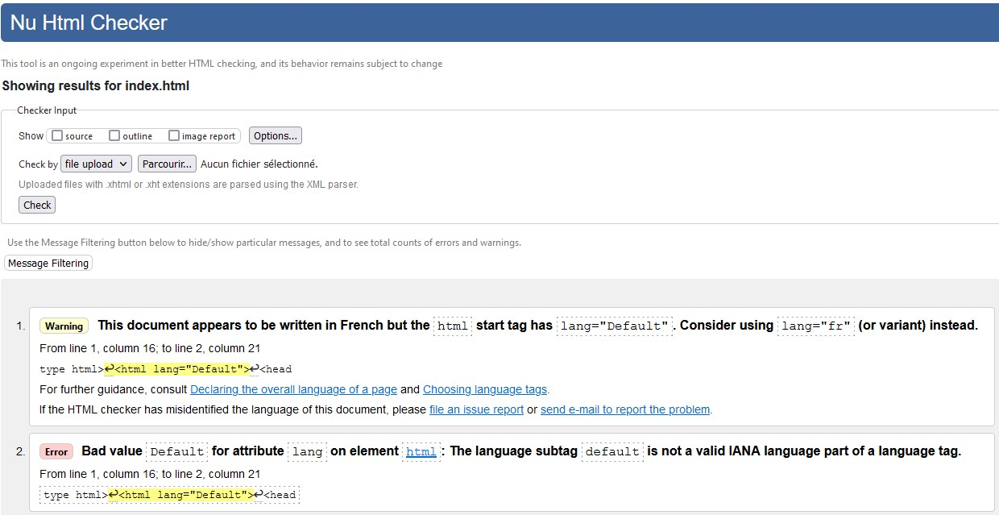 Nu Html Checker
This tool is an ongoing experiment in better HTML checking, and its behavior remains subject to change
Showing results for index.html
Checker Input
Show source outline image report Options...
Check by file upload Parcourir... Aucun fichier sélectionné.
Uploaded files with .xhtml or .xht extensions are parsed using the XML parser.
Check
Use the Message Filtering button below to hide/show particular messages, and to see total counts of errors and warnings.
Message Filtering
1. Warning This document appears to be written in French but the html start tag has lang="Default". Consider using lang="fr" (or variant) instead.
From line 1, column 16; to line 2, column 21
type html>↩<html lang="Default">↩<head
For further guidance, consult Declaring the overall language of a page and Choosing language tags.
If the HTML checker has misidentified the language of this document, please file an issue report or send e-mail to report the problem.
2. Error Bad value Default for attribute lang on element html: The language subtag default is not a valid IANA language part of a language tag.
From line 1, column 16; to line 2, column 21
type html>↩<html lang="Default">↩<head